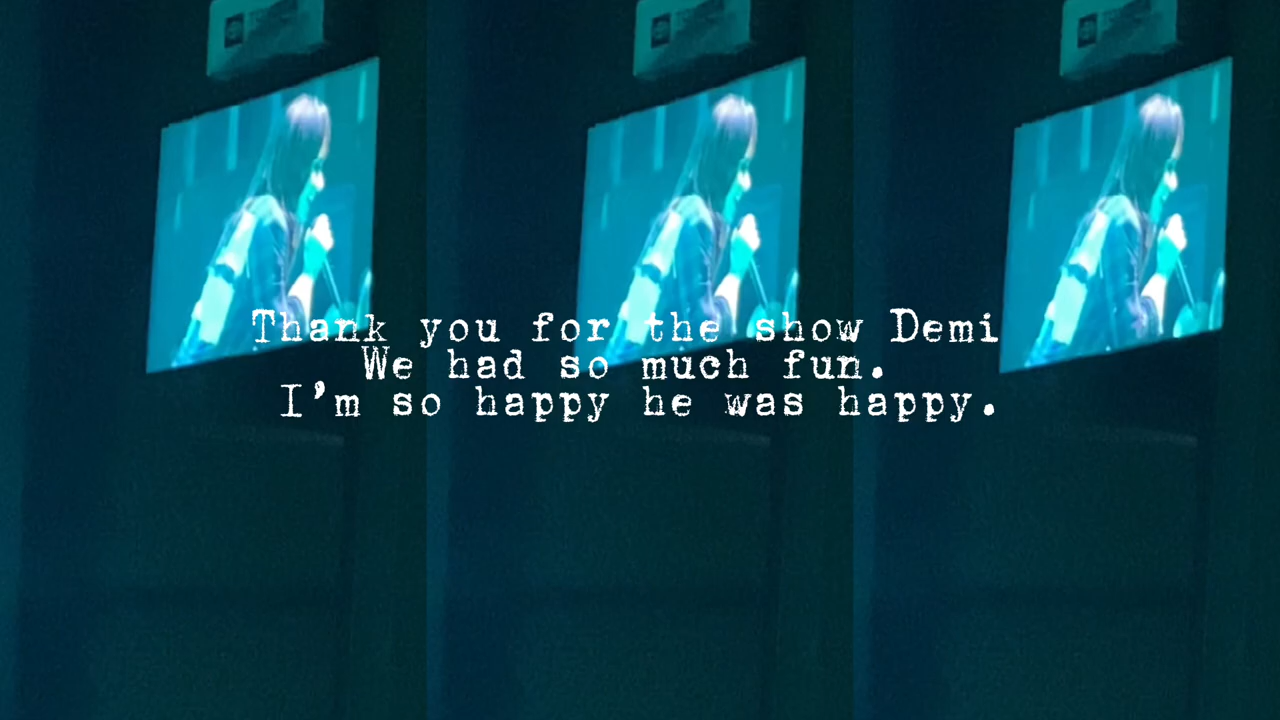 Thank you for the show Demi
We had so much fun.
I'm so happy he was happy.